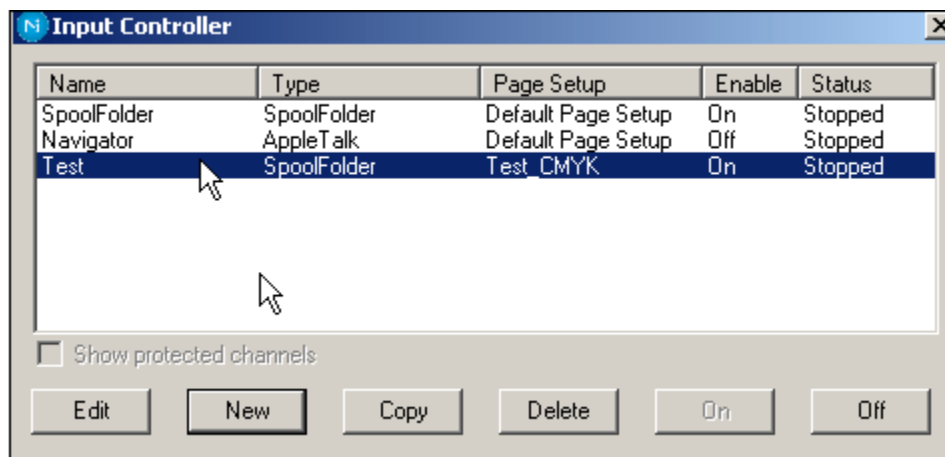 Input Controller
Name Type Page Setup Enable Status
SpoolFolder SpoolFolder Default Page Setup On Stopped
Navigator AppleTalk Default Page Setup Off Stopped
Test SpoolFolder Test_CMYK On Stopped
Show protected channels
Edit New Copy Delete On Off